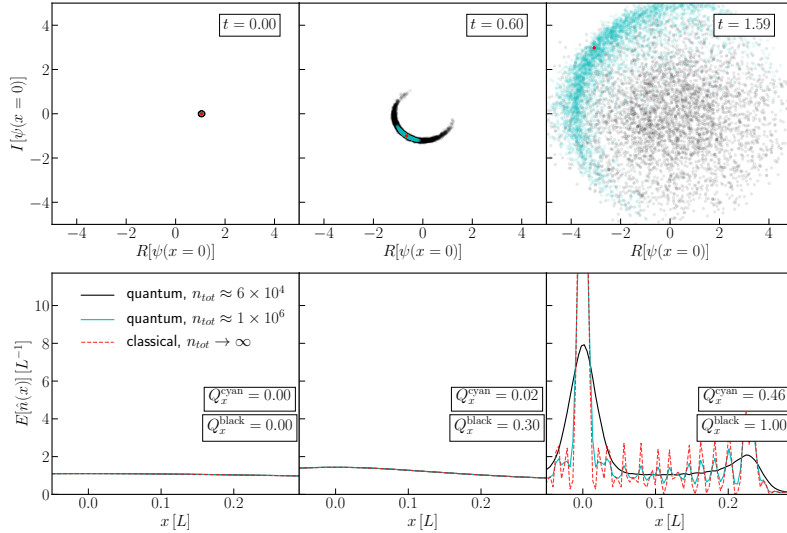 t = 0.00
t = 0.60
t = 1.59
I[ψ(x = 0)]
4
2
0
−2
−4
−4 −2 0 2 4
−4 −2 0 2 4
−4 −2 0 2 4
R[ψ(x = 0)]
R[ψ(x = 0)]
R[ψ(x = 0)]
E[n̂(x)] [L⁻¹]
10
8
6
4
2
0
quantum, n_tot ≈ 6 × 10⁴
quantum, n_tot ≈ 1 × 10⁶
classical, n_tot → ∞
Q_x^cyan = 0.00
Q_x^black = 0.00
Q_x^cyan = 0.02
Q_x^black = 0.30
Q_x^cyan = 0.46
Q_x^black = 1.00
0.0 0.1 0.2
0.0 0.1 0.2
0.0 0.1 0.2
x [L]
x [L]
x [L]